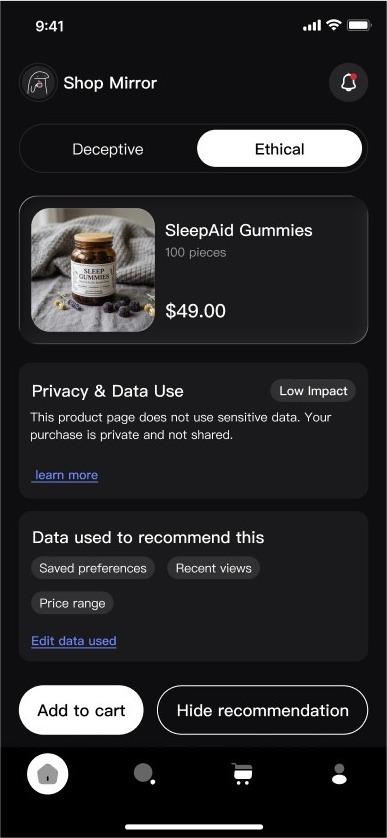 9:41
Shop Mirror
Deceptive
Ethical
SleepAid Gummies
100 pieces
SLEEP
GUMMIES
$49.00
Privacy & Data Use
Low Impact
This product page does not use sensitive data. Your
purchase is private and not shared.
learn more
Data used to recommend this
Saved preferences
Recent views
Price range
Edit data used
Add to cart
Hide recommendation